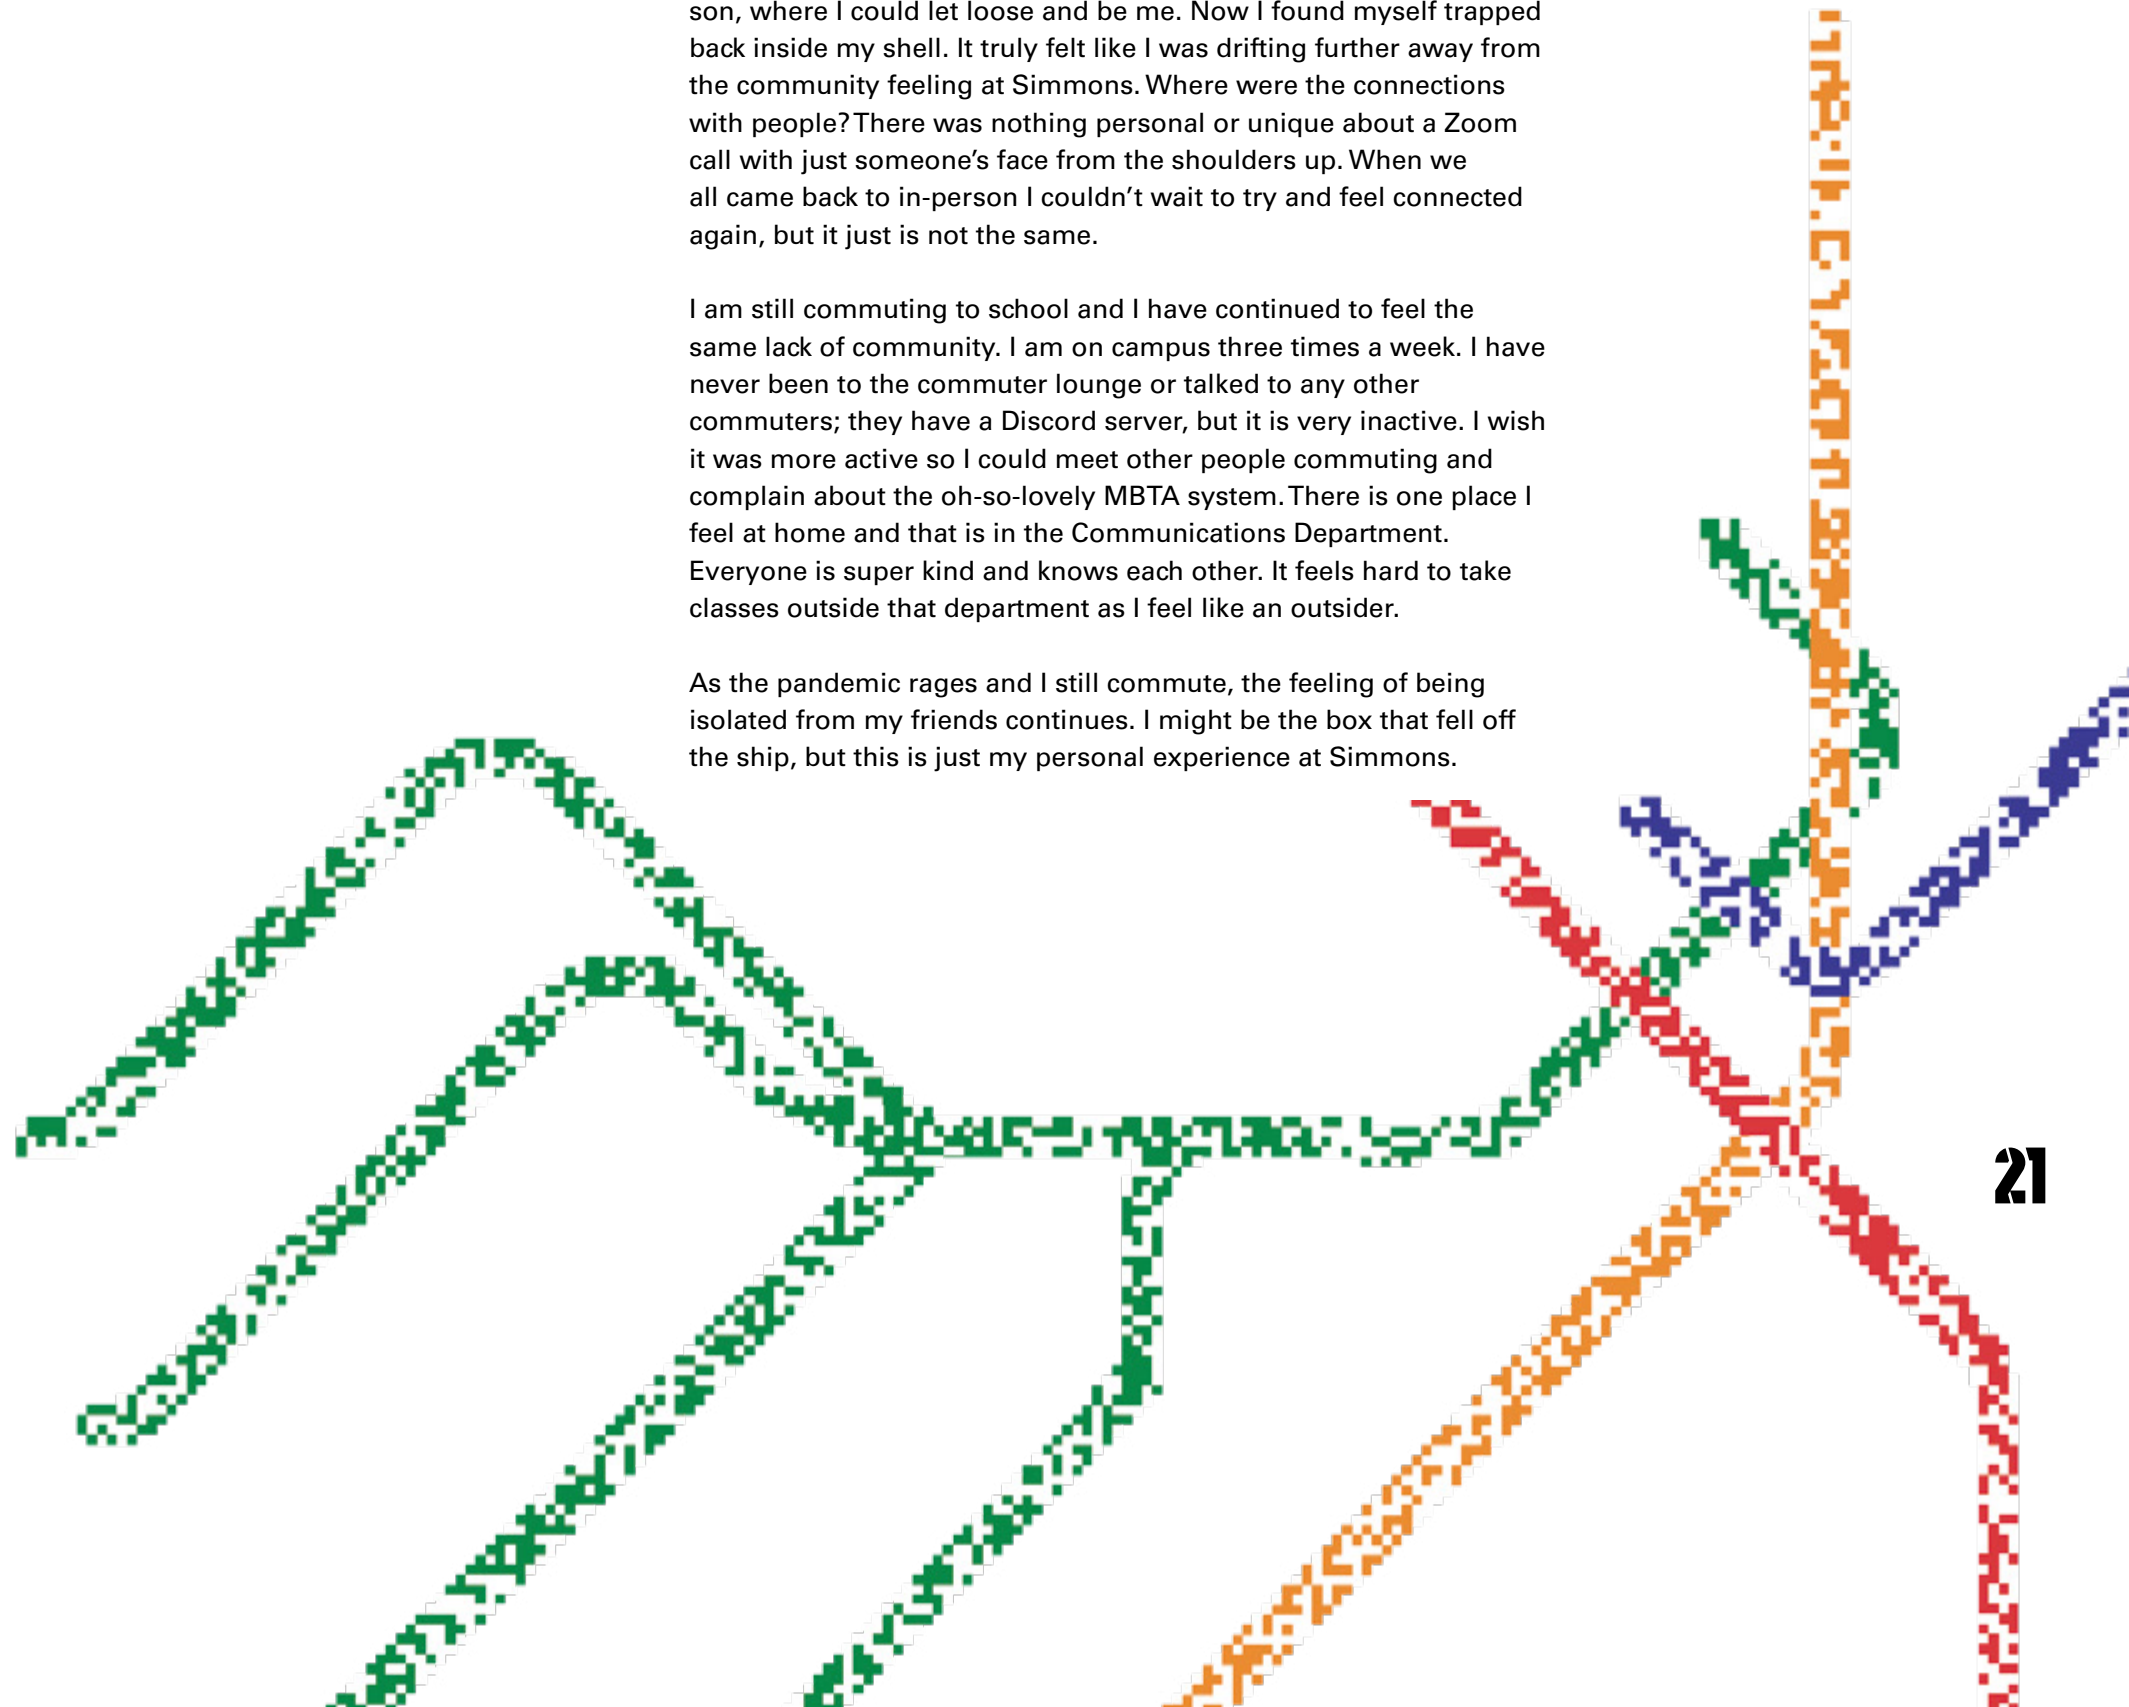 son, where I could let loose and be me. Now I found myself trapped
back inside my shell. It truly felt like I was drifting further away from
the community feeling at Simmons. Where were the connections
with people? There was nothing personal or unique about a Zoom
call with just someone’s face from the shoulders up. When we
all came back to in-person I couldn’t wait to try and feel connected
again, but it just is not the same.
I am still commuting to school and I have continued to feel the
same lack of community. I am on campus three times a week. I have
never been to the commuter lounge or talked to any other
commuters; they have a Discord server, but it is very inactive. I wish
it was more active so I could meet other people commuting and
complain about the oh-so-lovely MBTA system. There is one place I
feel at home and that is in the Communications Department.
Everyone is super kind and knows each other. It feels hard to take
classes outside that department as I feel like an outsider.
As the pandemic rages and I still commute, the feeling of being
isolated from my friends continues. I might be the box that fell off
the ship, but this is just my personal experience at Simmons.
21